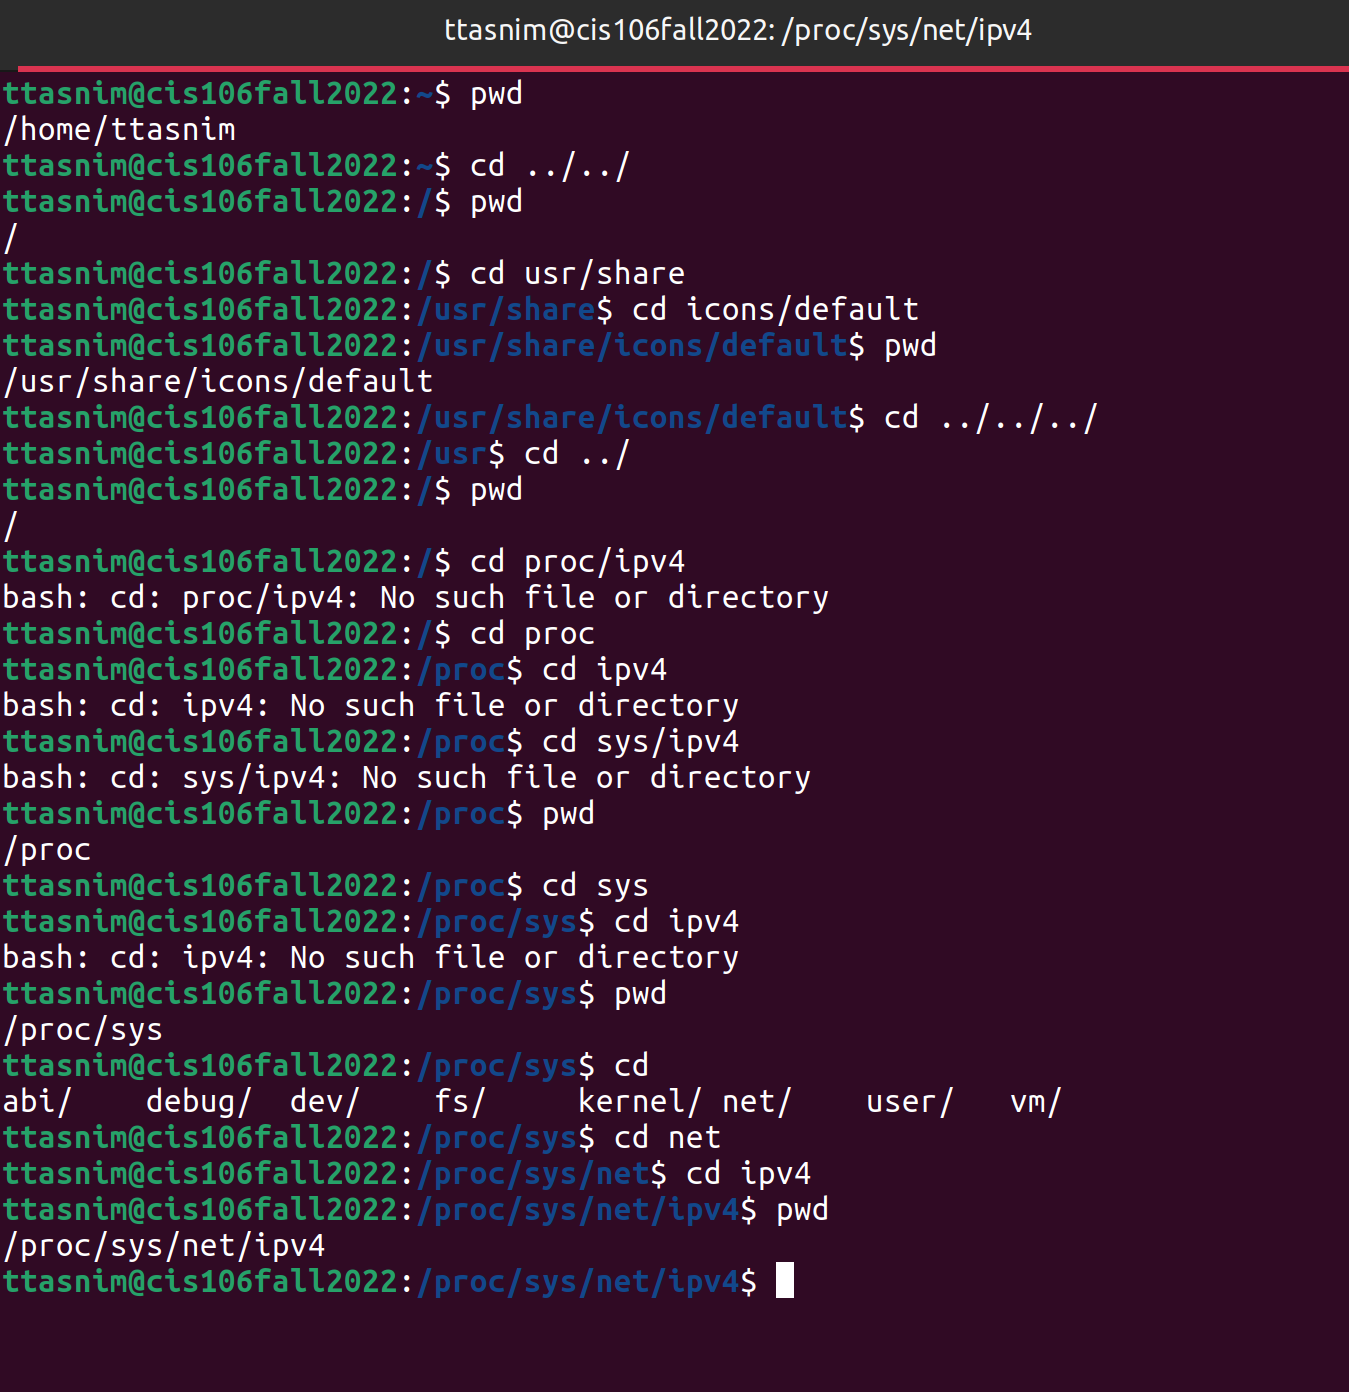 ttasnim@cis106fall2022: /proc/sys/net/ipv4
ttasnim@cis106fall2022:~$ pwd
/home/ttasnim
ttasnim@cis106fall2022:~$ cd ../../
ttasnim@cis106fall2022:/$ pwd
/
ttasnim@cis106fall2022:/$ cd usr/share
ttasnim@cis106fall2022:/usr/share$ cd icons/default
ttasnim@cis106fall2022:/usr/share/icons/default$ pwd
/usr/share/icons/default
ttasnim@cis106fall2022:/usr/share/icons/default$ cd ../../../
ttasnim@cis106fall2022:/usr$ cd ../
ttasnim@cis106fall2022:/$ pwd
/
ttasnim@cis106fall2022:/$ cd proc/ipv4
bash: cd: proc/ipv4: No such file or directory
ttasnim@cis106fall2022:/$ cd proc
ttasnim@cis106fall2022:/proc$ cd ipv4
bash: cd: ipv4: No such file or directory
ttasnim@cis106fall2022:/proc$ cd sys/ipv4
bash: cd: sys/ipv4: No such file or directory
ttasnim@cis106fall2022:/proc$ pwd
/proc
ttasnim@cis106fall2022:/proc$ cd sys
ttasnim@cis106fall2022:/proc/sys$ cd ipv4
bash: cd: ipv4: No such file or directory
ttasnim@cis106fall2022:/proc/sys$ pwd
/proc/sys
ttasnim@cis106fall2022:/proc/sys$ cd
abi/    debug/  dev/    fs/     kernel/ net/    user/   vm/
ttasnim@cis106fall2022:/proc/sys$ cd net
ttasnim@cis106fall2022:/proc/sys/net$ cd ipv4
ttasnim@cis106fall2022:/proc/sys/net/ipv4$ pwd
/proc/sys/net/ipv4
ttasnim@cis106fall2022:/proc/sys/net/ipv4$